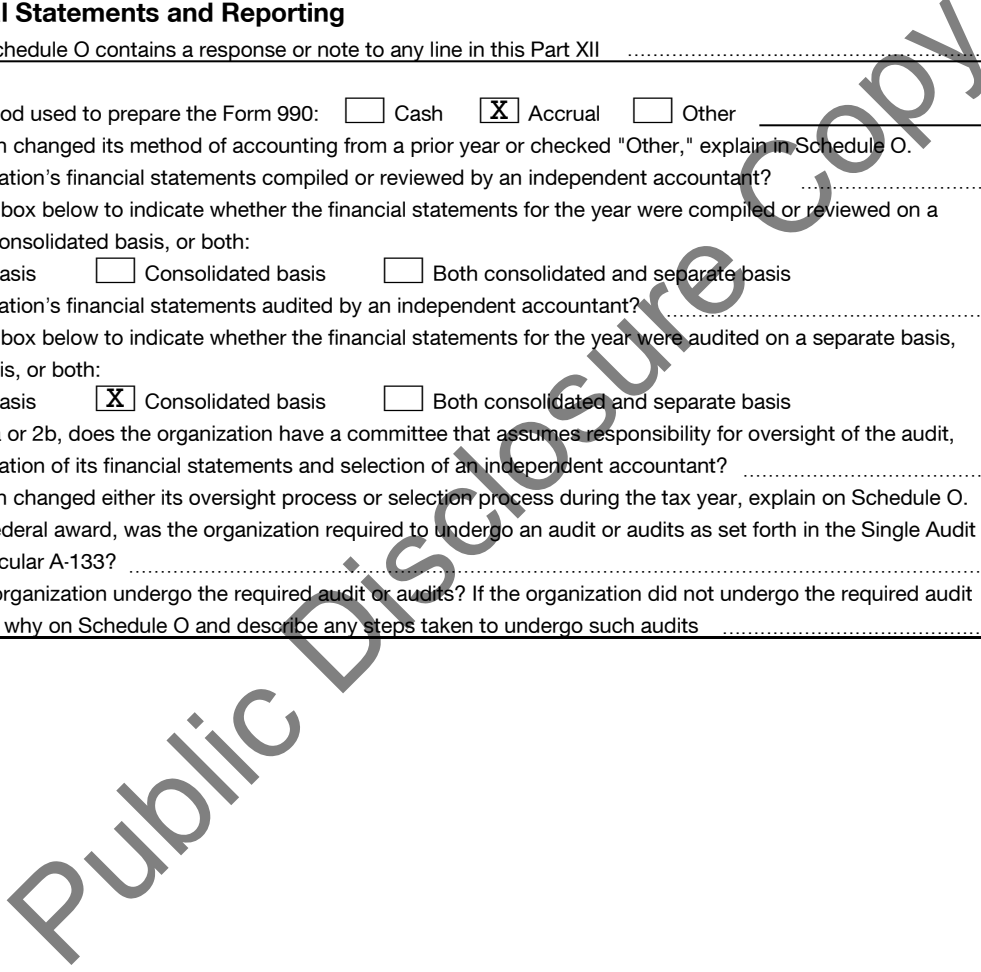 l Statements and Reporting
chedule O contains a response or note to any line in this Part XII
od used to prepare the Form 990: Cash X Accrual Other
n changed its method of accounting from a prior year or checked "Other," explain in Schedule O.
ation's financial statements compiled or reviewed by an independent accountant?
box below to indicate whether the financial statements for the year were compiled or reviewed on a
onsolidated basis, or both:
asis Consolidated basis Both consolidated and separate basis
ation's financial statements audited by an independent accountant?
box below to indicate whether the financial statements for the year were audited on a separate basis,
is, or both:
asis X Consolidated basis Both consolidated and separate basis
or 2b, does the organization have a committee that assumes responsibility for oversight of the audit,
ation of its financial statements and selection of an independent accountant?
n changed either its oversight process or selection process during the tax year, explain on Schedule O.
ederal award, was the organization required to undergo an audit or audits as set forth in the Single Audit
cular A-133?
organization undergo the required audit or audits? If the organization did not undergo the required audit
why on Schedule O and describe any steps taken to undergo such audits
Public Disclosure Copy